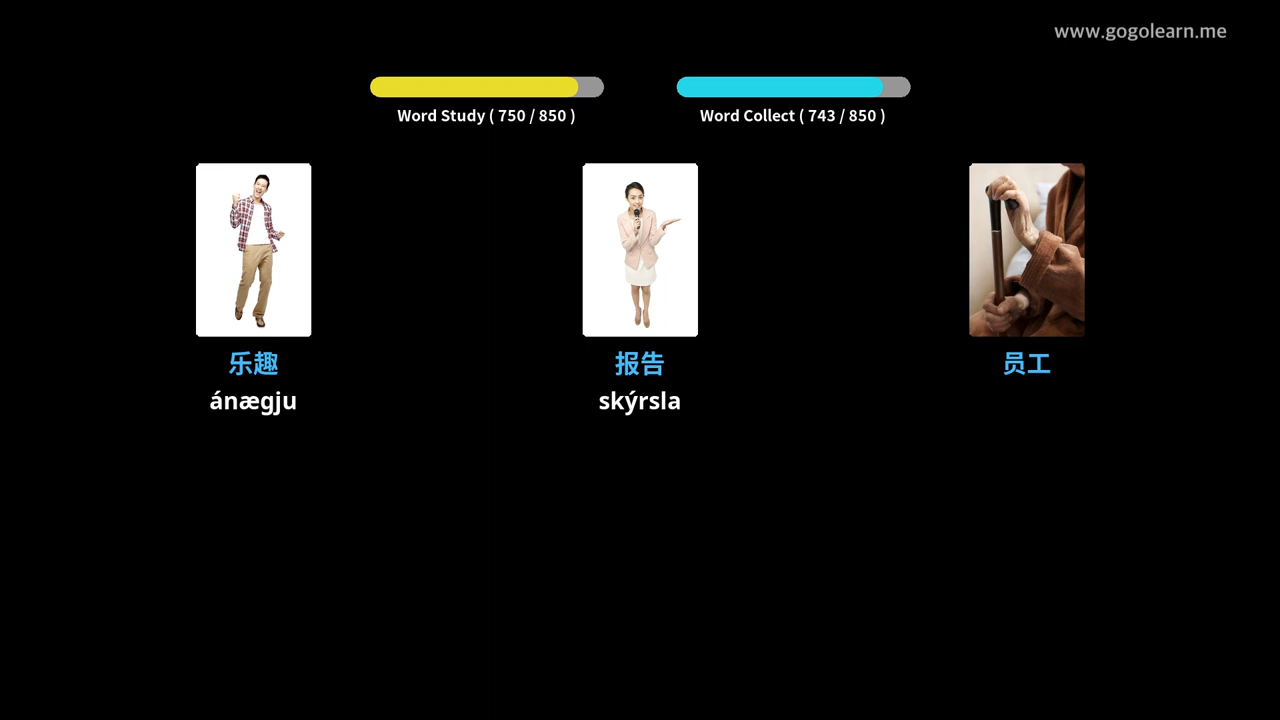 www.gogolearn.me
Word Study ( 750 / 850 )
Word Collect ( 743 / 850 )
乐趣
ánægju
报告
skýrsla
员工